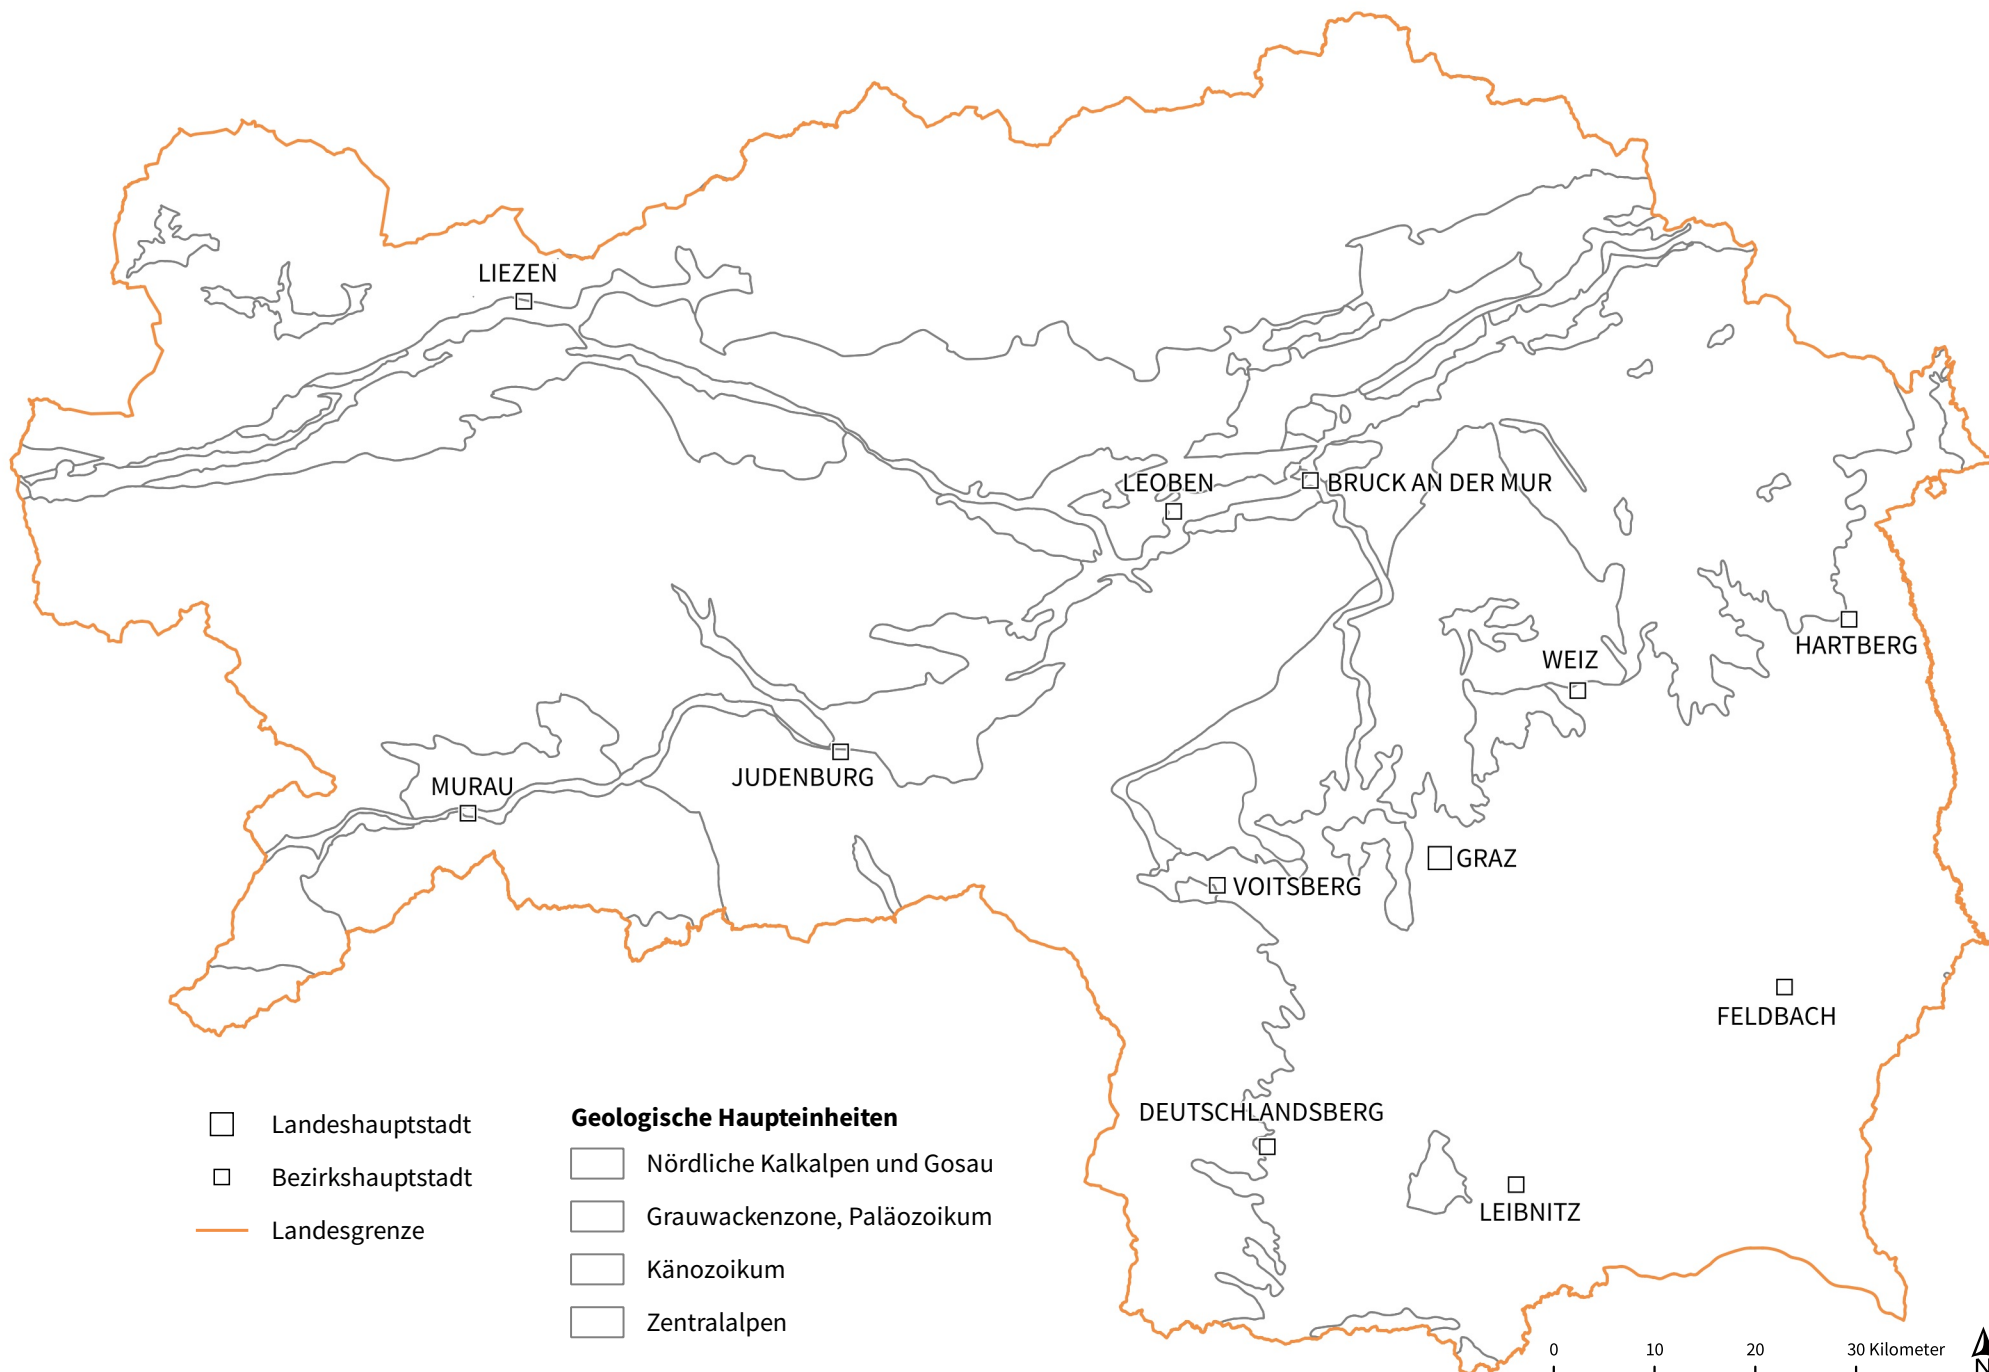 LIEZEN
LEOBEN
BRUCK AN DER MUR
HARTBERG
WEIZ
JUDENBURG
MURAU
GRAZ
VOITSBERG
FELDBACH
DEUTSCHLANDSBERG
LEIBNITZ
Landeshauptstadt
Bezirkshauptstadt
Landesgrenze
Geologische Haupteinheiten
Nördliche Kalkalpen und Gosau
Grauwackenzone, Paläozoikum
Känozoikum
Zentralalpen
0 10 20 30 Kilometer
N